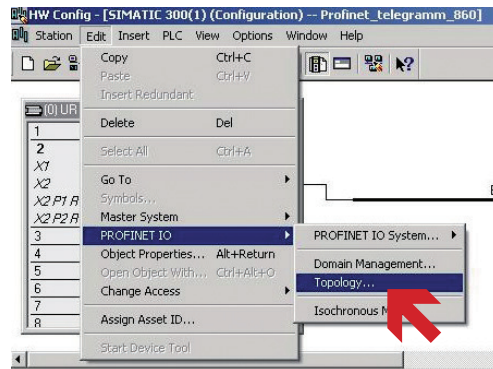 HW Config - [SIMATIC 300(1) (Configuration) -- Profinet_telegramm_860]
Station Edit Insert PLC View Options Window Help
Copy Ctrl+C
Paste Ctrl+V
Insert Redundant
(0) UR
Delete Del
1
2
Select All Ctrl+A
X1
X2
Go To
X2 P1 R
Symbols...
X2 P2 R
Master System
3
PROFINET IO
PROFINET IO System...
4
Object Properties... Alt+Return
5
Open Object With... Ctrl+Alt+O
Domain Management...
6
Change Access
Topology...
7
Assign Asset ID...
Isochronous
8
Start Device Tool